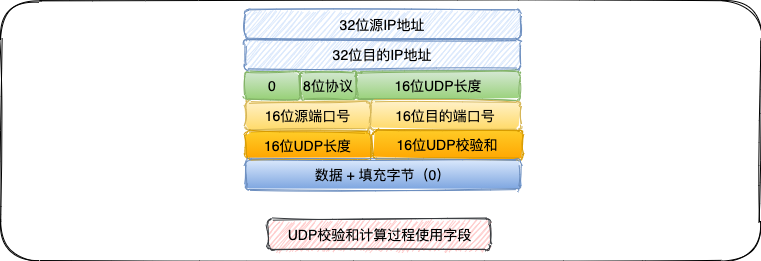 32位源IP地址
32位目的IP地址
0 8位协议 16位UDP长度
16位源端口号 16位目的端口号
16位UDP长度 16位UDP校验和
数据 + 填充字节（0）
UDP校验和计算过程使用字段